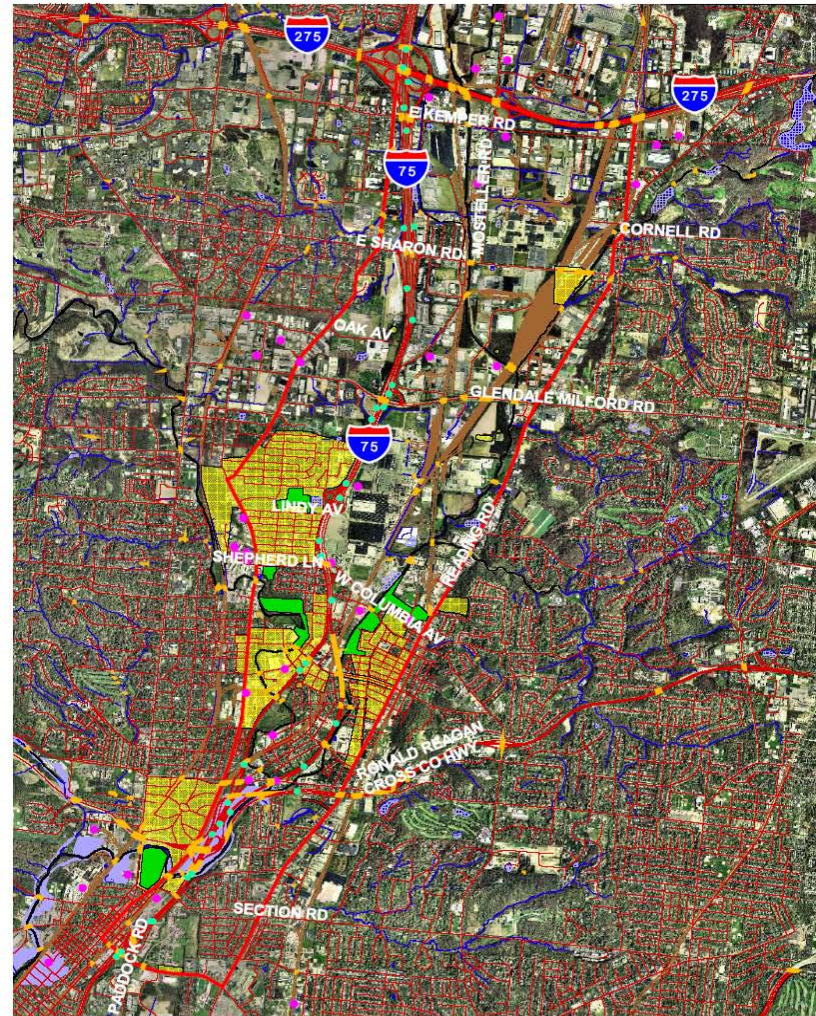 275
275
E KEMPER RD
75
MOSTELLER RD
CORNELL RD
E SHARON RD
OAK AV
GLENDALE MILFORD RD
75
LINDY AV
READING RD
SHEPHERD LN
W COLUMBIA AV
RONALD REAGAN
CROSS CO HWY
SECTION RD
PADDOCK RD